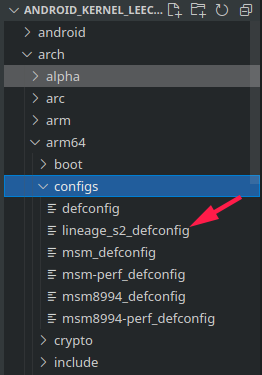 ANDROID_KERNEL_LEEC...
android
arch
alpha
arc
arm
arm64
boot
configs
defconfig
lineage_s2_defconfig
msm_defconfig
msm-perf_defconfig
msm8994_defconfig
msm8994-perf_defconfig
crypto
include